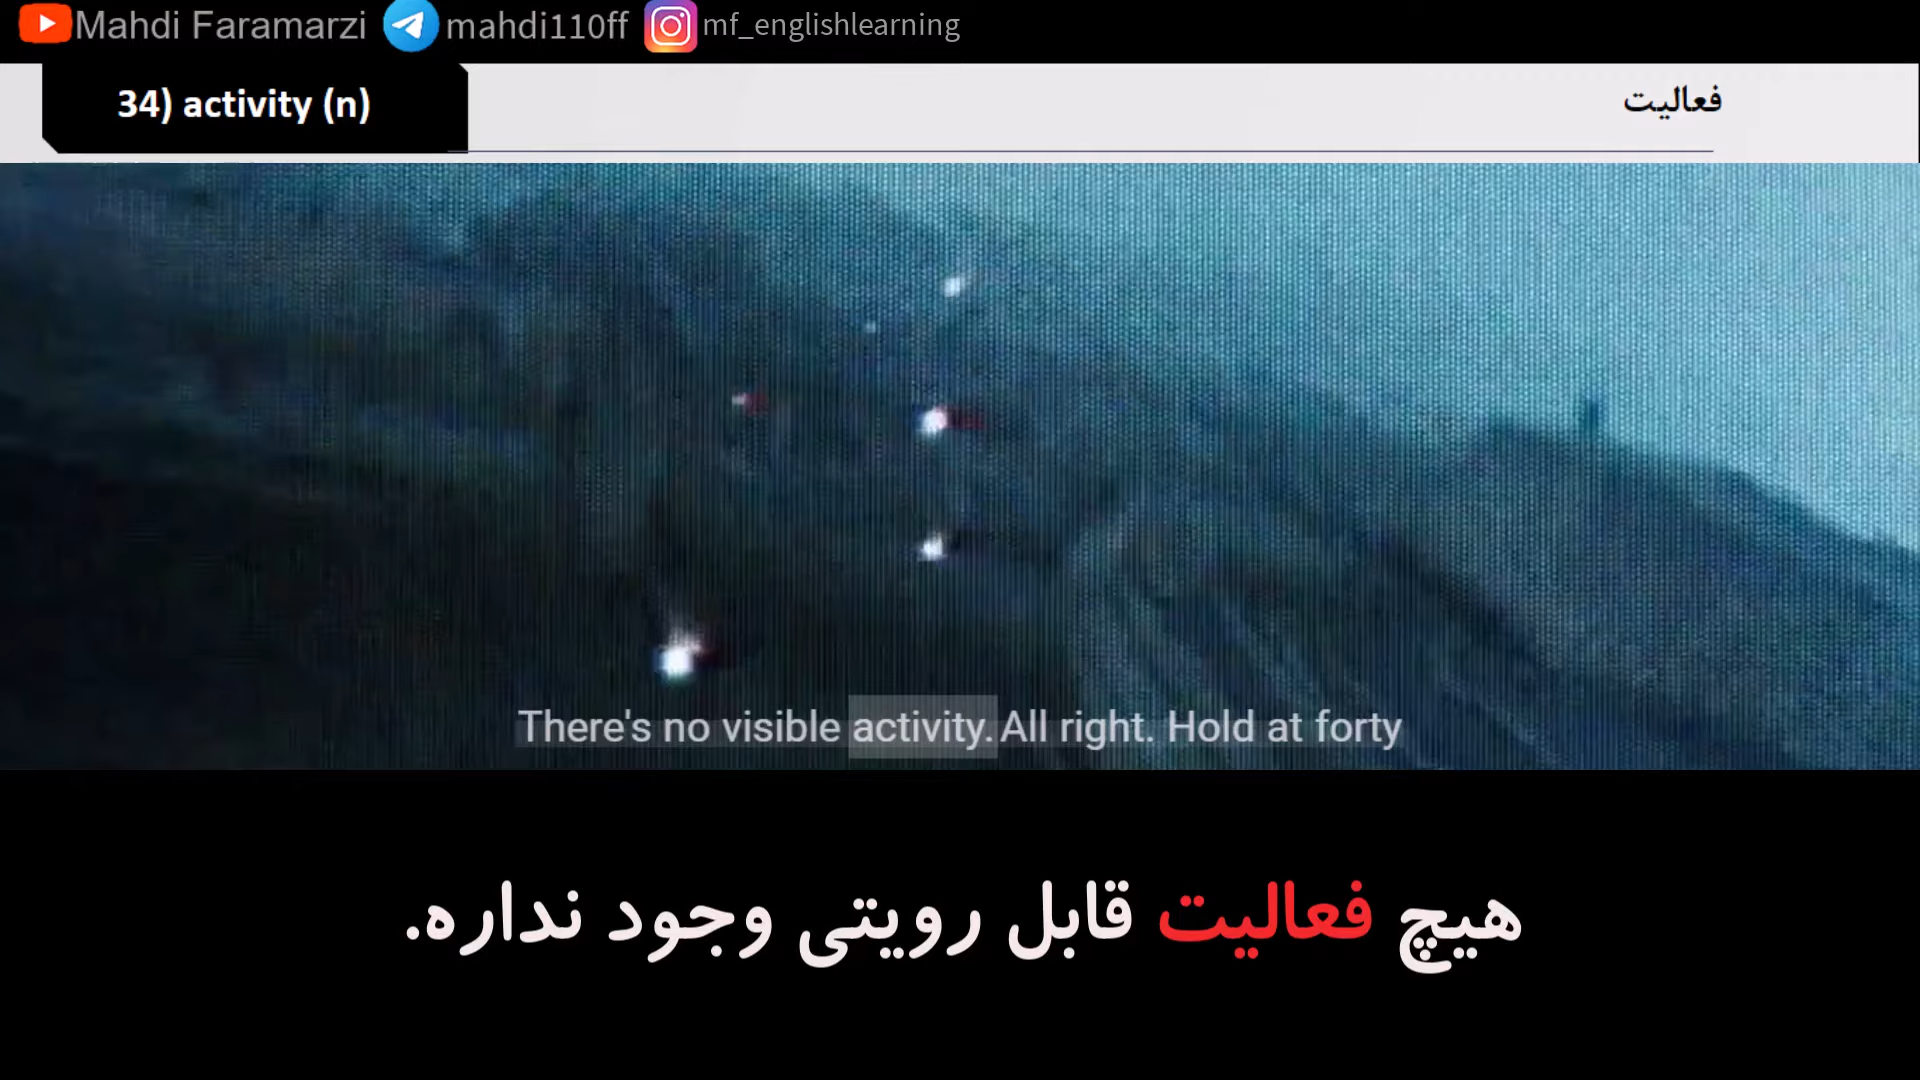 Mahdi Faramarzi mahdi110ff mf_englishlearning
34) activity (n) فعالیت
There's no visible activity. All right. Hold at forty
هیچ فعالیت قابل رویتی وجود نداره.